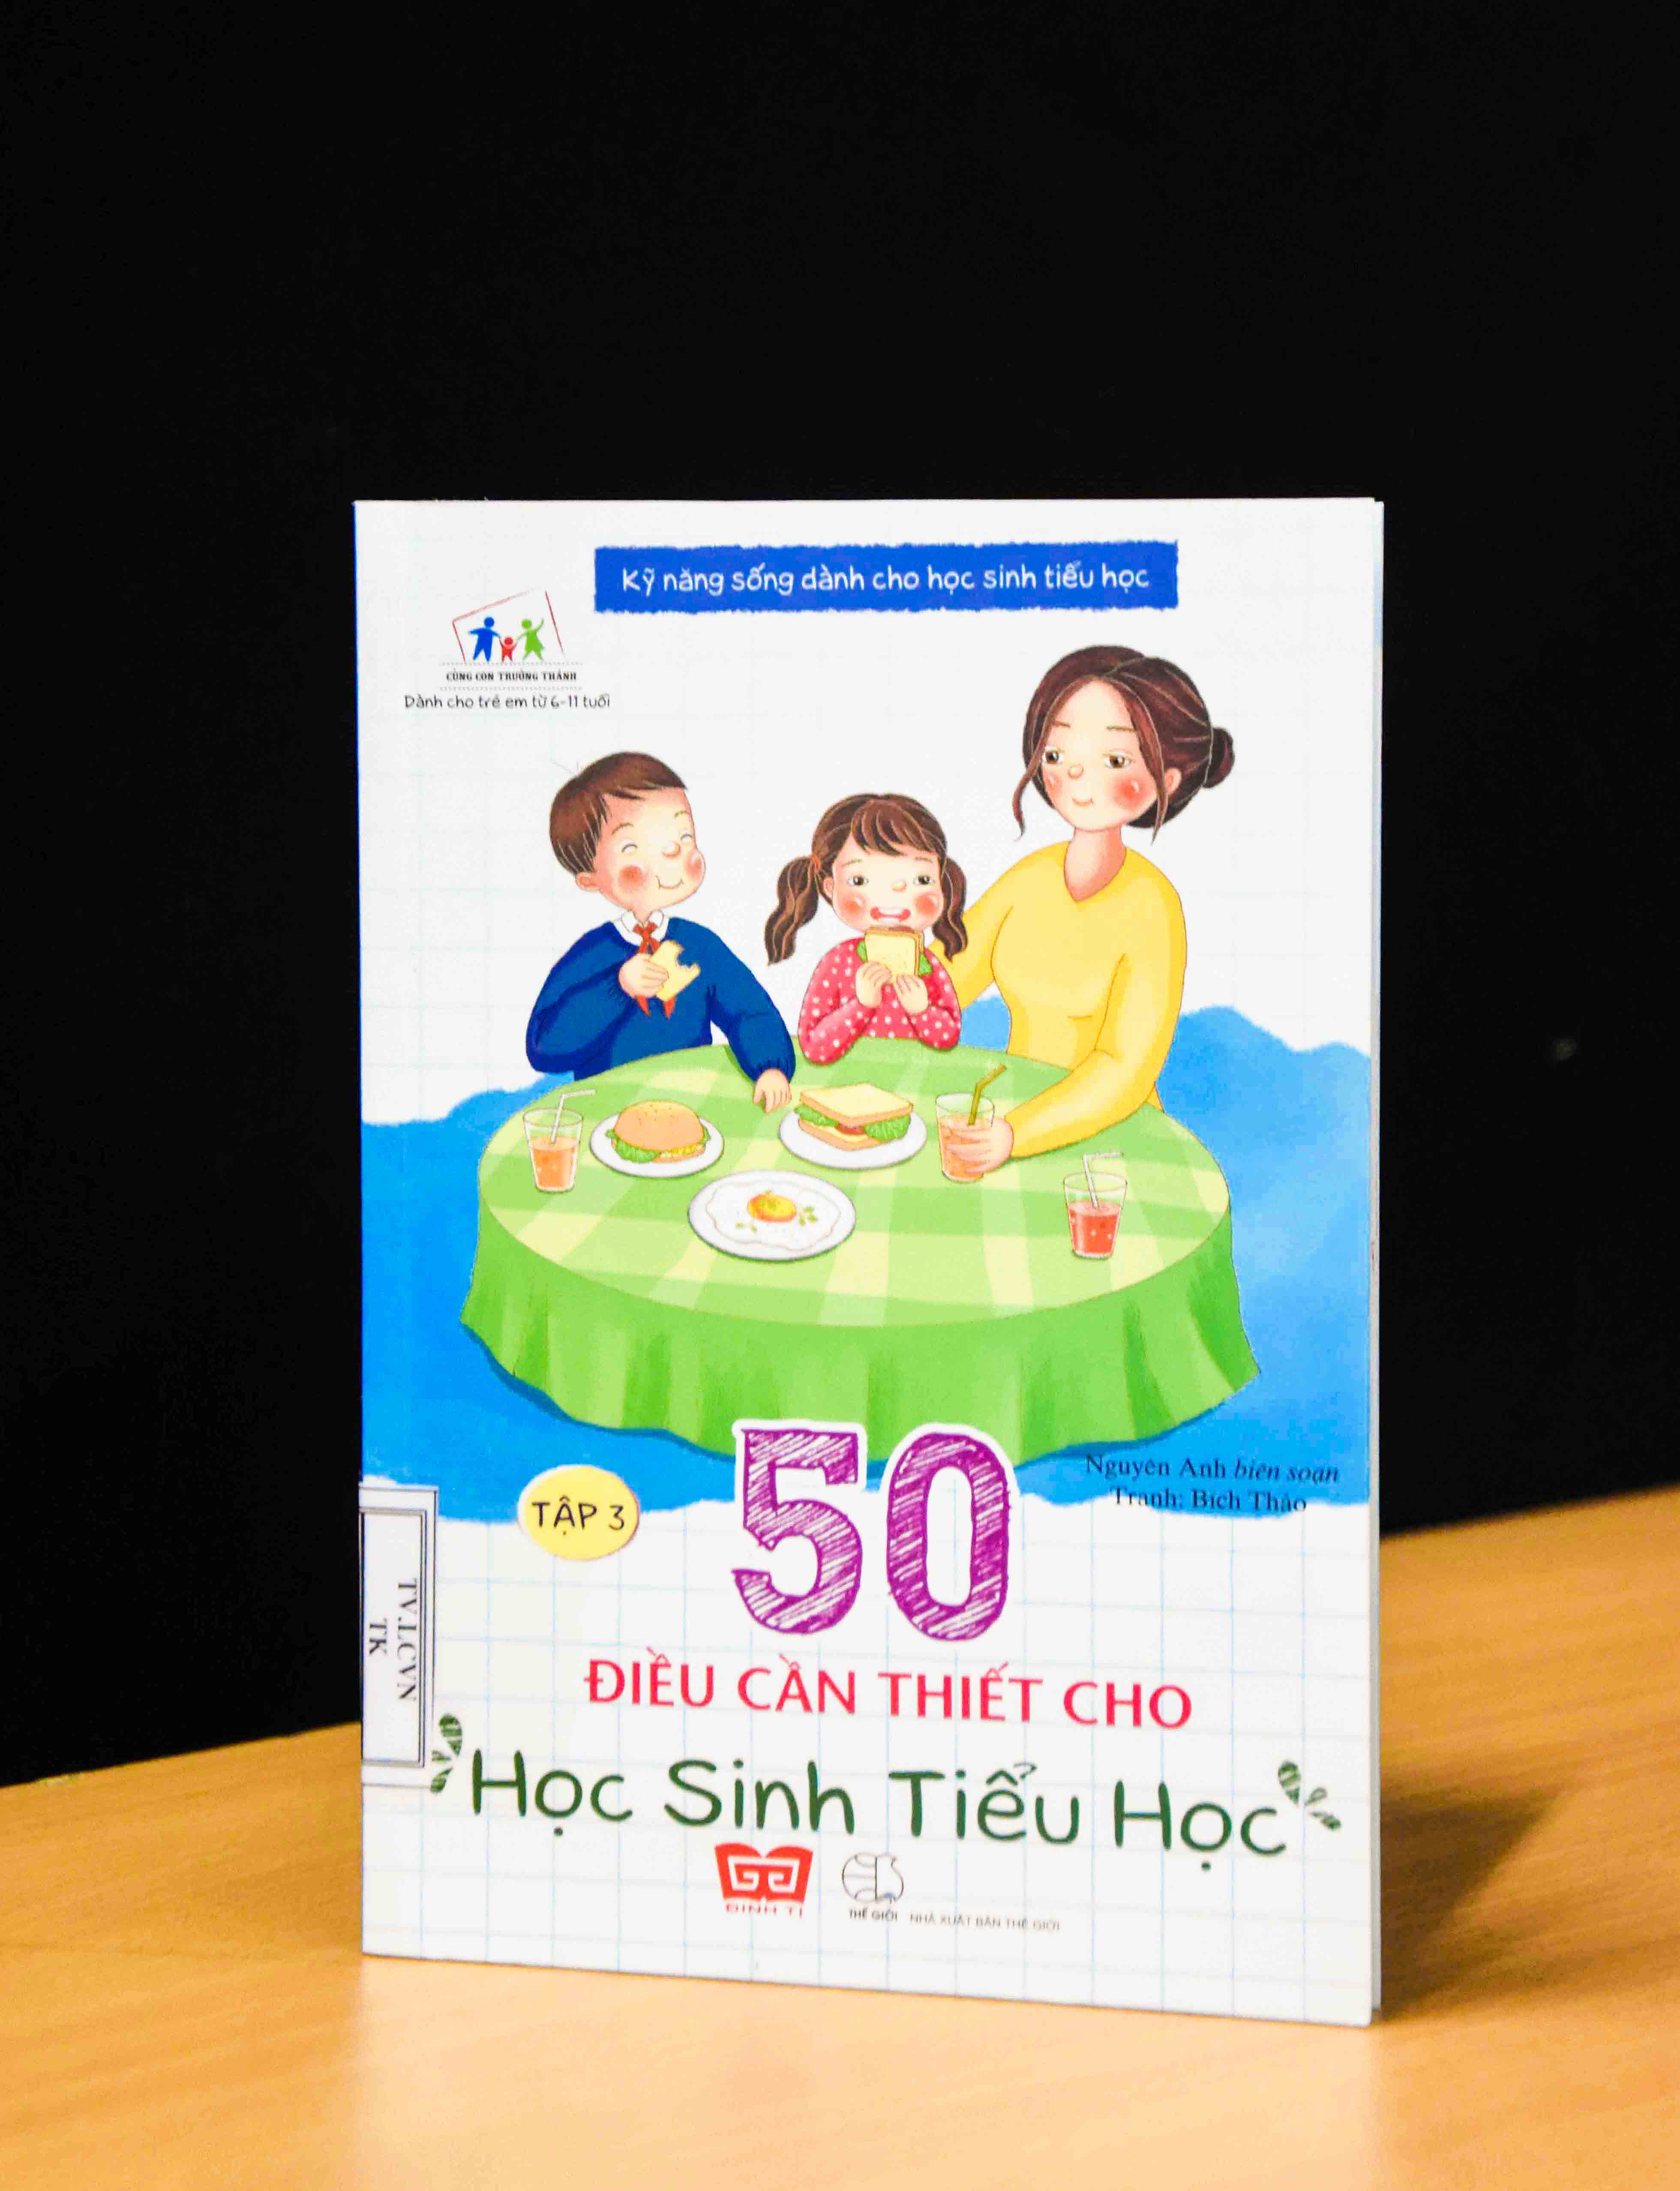 Kỹ năng sống dành cho học sinh tiểu học
CÙNG CON TRƯỞNG THÀNH
Dành cho trẻ em từ 6-11 tuổi
Nguyên Anh biên soạn
Tranh: Bích Thảo
TẬP 3
50
ĐIỀU CẦN THIẾT CHO
Học Sinh Tiểu Học
TV.LCVN
TK
ĐINH TỊ
THẾ GIỚI NHÀ XUẤT BẢN THẾ GIỚI